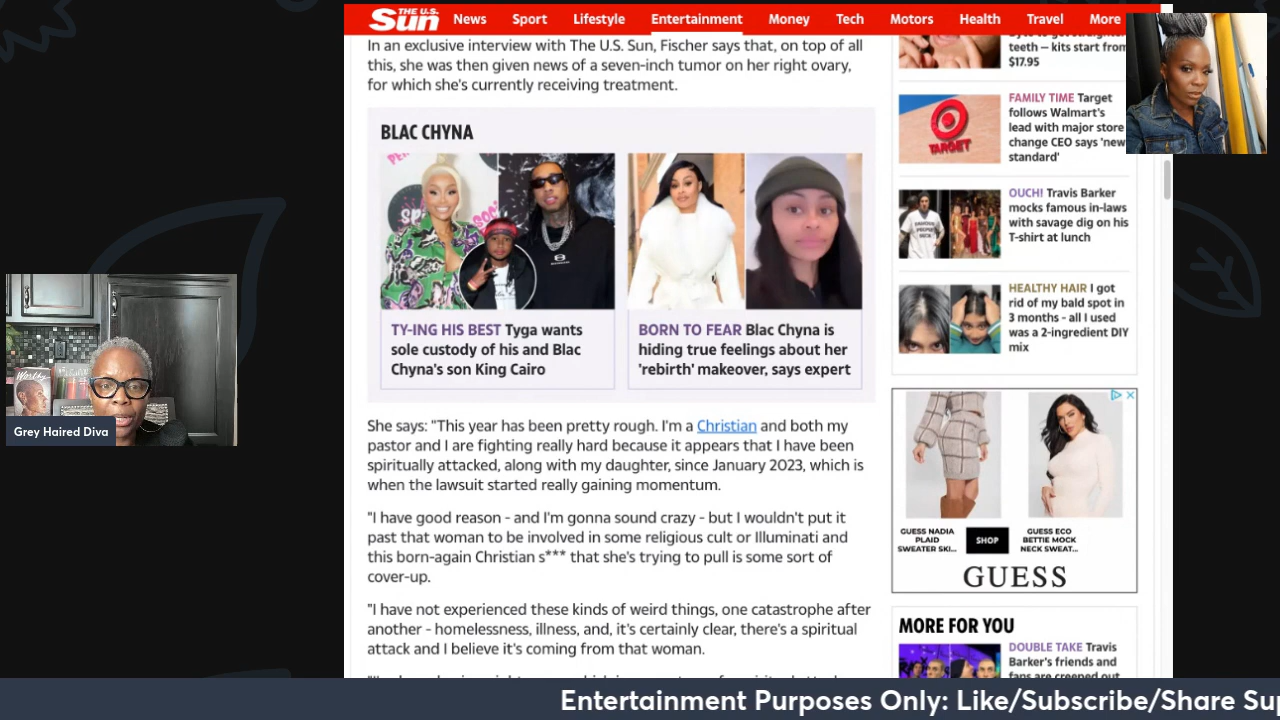 THE U.S.
Sun
News
Sport
Lifestyle
Entertainment
Money
Tech
Motors
Health
Travel
More
In an exclusive interview with The U.S. Sun, Fischer says that, on top of all
this, she was then given news of a seven-inch tumor on her right ovary,
for which she's currently receiving treatment.
BLAC CHYNA
TY-ING HIS BEST Tyga wants
sole custody of his and Blac
Chyna's son King Cairo
BORN TO FEAR Blac Chyna is
hiding true feelings about her
'rebirth' makeover, says expert
She says: "This year has been pretty rough. I'm a Christian and both my
pastor and I are fighting really hard because it appears that I have been
spiritually attacked, along with my daughter, since January 2023, which is
when the lawsuit started really gaining momentum.
"I have good reason - and I'm gonna sound crazy - but I wouldn't put it
past that woman to be involved in some religious cult or Illuminati and
this born-again Christian s*** that she's trying to pull is some sort of
cover-up.
"I have not experienced these kinds of weird things, one catastrophe after
another - homelessness, illness, and, it's certainly clear, there's a spiritual
attack and I believe it's coming from that woman.
teeth – kits start from
$17.95
FAMILY TIME Target
follows Walmart's
lead with major store
change CEO says 'new
standard'
TARGET
OUCH! Travis Barker
mocks famous in-laws
with savage dig on his
T-shirt at lunch
HEALTHY HAIR I got
rid of my bald spot in
3 months - all I used
was a 2-ingredient DIY
mix
GUESS NADIA
PLAID
SWEATER SKI...
SHOP
GUESS ECO
BETTIE MOCK
NECK SWEAT...
GUESS
MORE FOR YOU
DOUBLE TAKE Travis
Barker's friends and
fans are creeped out
Worthy
Grey Haired Diva
Entertainment Purposes Only: Like/Subscribe/Share Sup